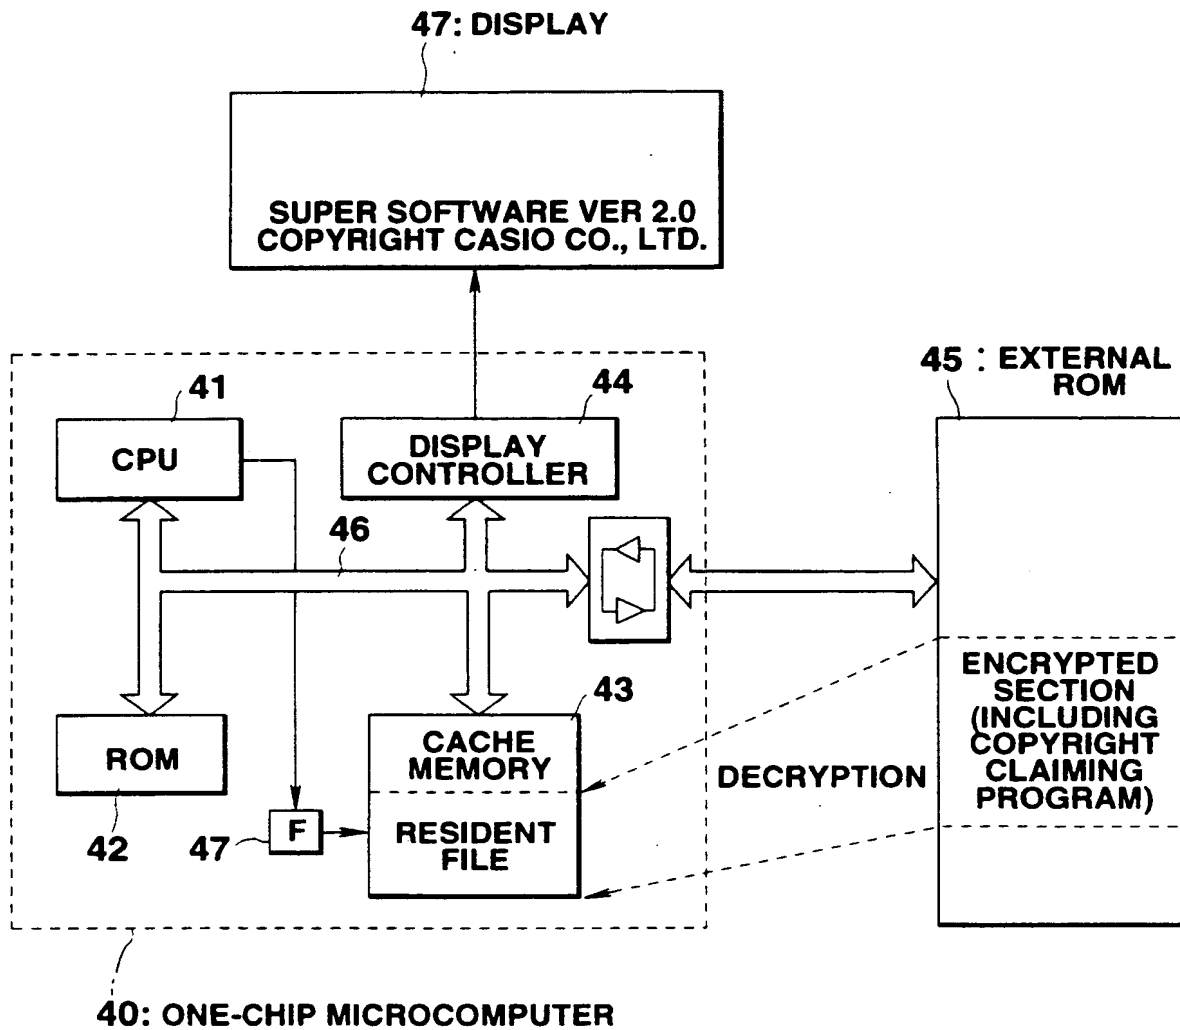 47: DISPLAY
SUPER SOFTWARE VER 2.0
COPYRIGHT CASIO CO., LTD.
45 : EXTERNAL
ROM
41
44
CPU
DISPLAY
CONTROLLER
46
43
ENCRYPTED
SECTION
(INCLUDING
COPYRIGHT
CLAIMING
PROGRAM)
CACHE
MEMORY
ROM
DECRYPTION
42
47
F
RESIDENT
FILE
40: ONE-CHIP MICROCOMPUTER